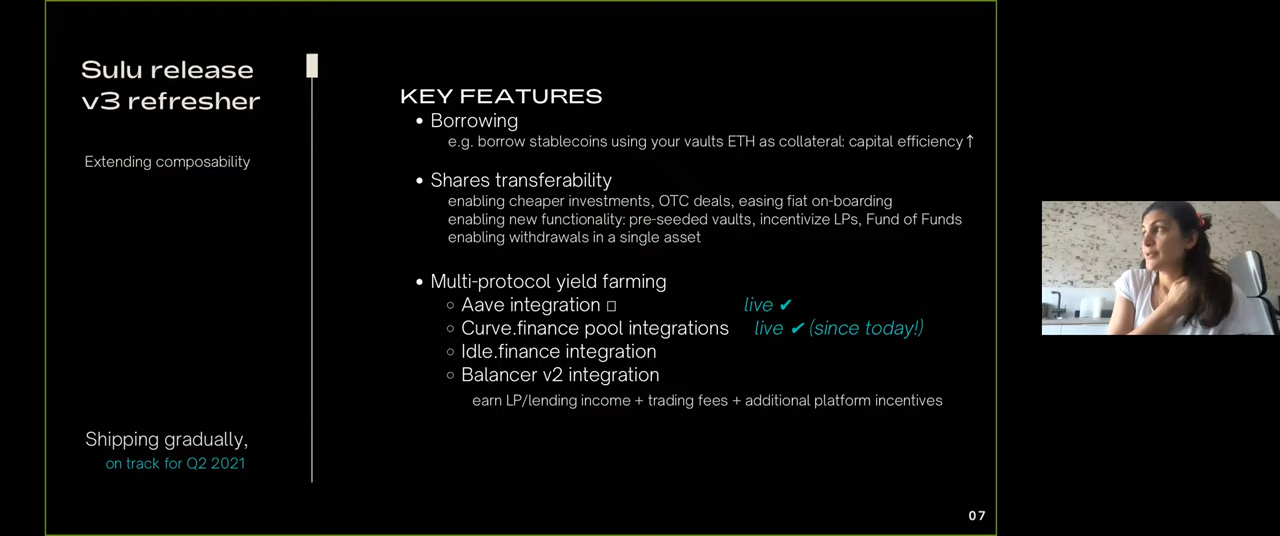 Sulu release
v3 refresher
Extending composability
Shipping gradually,
on track for Q2 2021
KEY FEATURES
• Borrowing
e.g. borrow stablecoins using your vaults ETH as collateral: capital efficiency ↑
• Shares transferability
enabling cheaper investments, OTC deals, easing fiat on-boarding
enabling new functionality: pre-seeded vaults, incentivize LPs, Fund of Funds
enabling withdrawals in a single asset
• Multi-protocol yield farming
○ Aave integration □ live ✔
○ Curve.finance pool integrations live ✔ (since today!)
○ Idle.finance integration
○ Balancer v2 integration
earn LP/lending income + trading fees + additional platform incentives
07